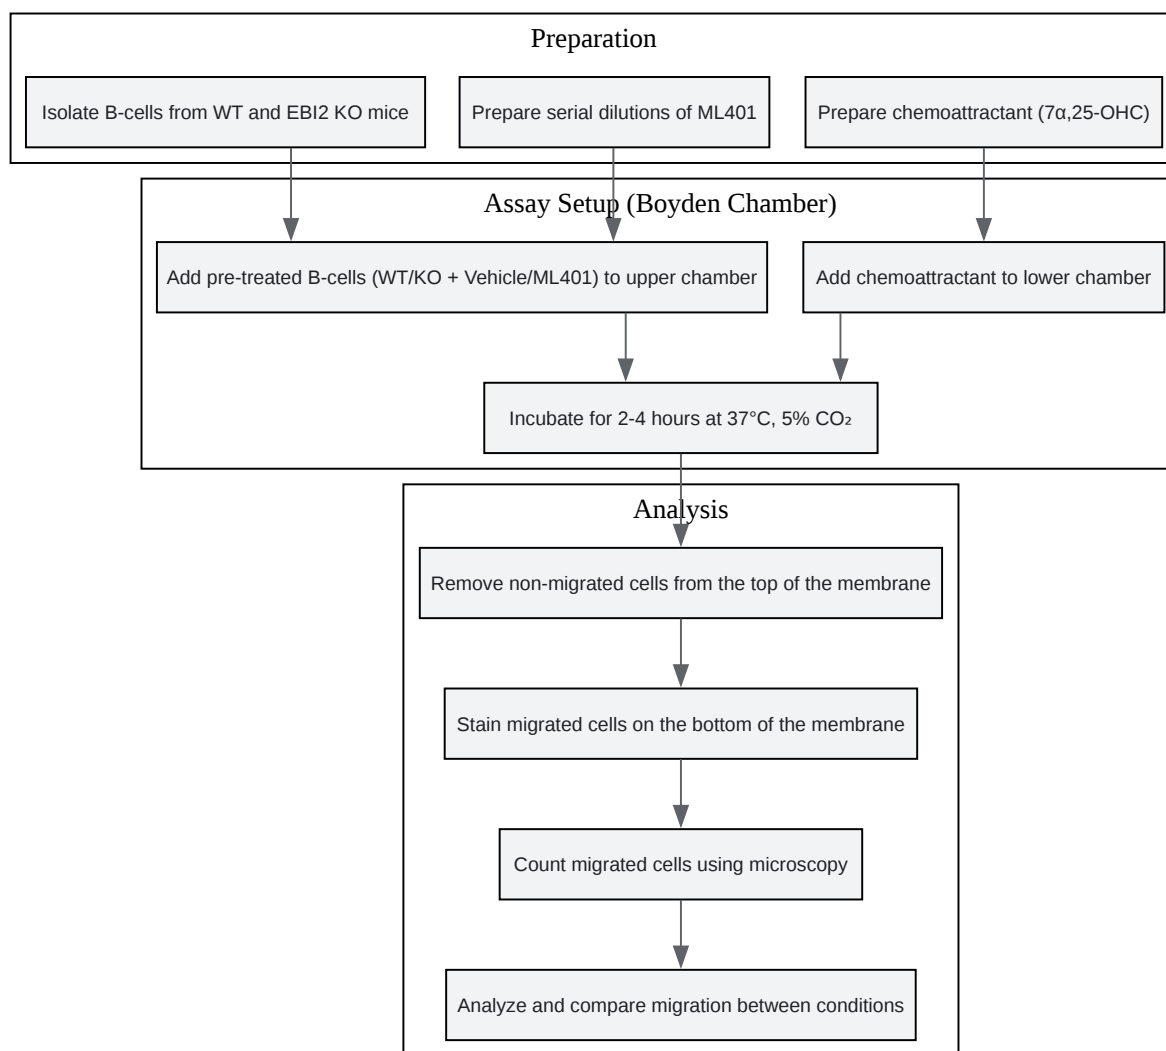 Preparation
Isolate B-cells from WT and EBI2 KO mice
Prepare serial dilutions of ML401
Prepare chemoattractant (7α,25-OHC)
Assay Setup (Boyden Chamber)
Add pre-treated B-cells (WT/KO + Vehicle/ML401) to upper chamber
Add chemoattractant to lower chamber
Incubate for 2-4 hours at 37°C, 5% CO₂
Analysis
Remove non-migrated cells from the top of the membrane
Stain migrated cells on the bottom of the membrane
Count migrated cells using microscopy
Analyze and compare migration between conditions